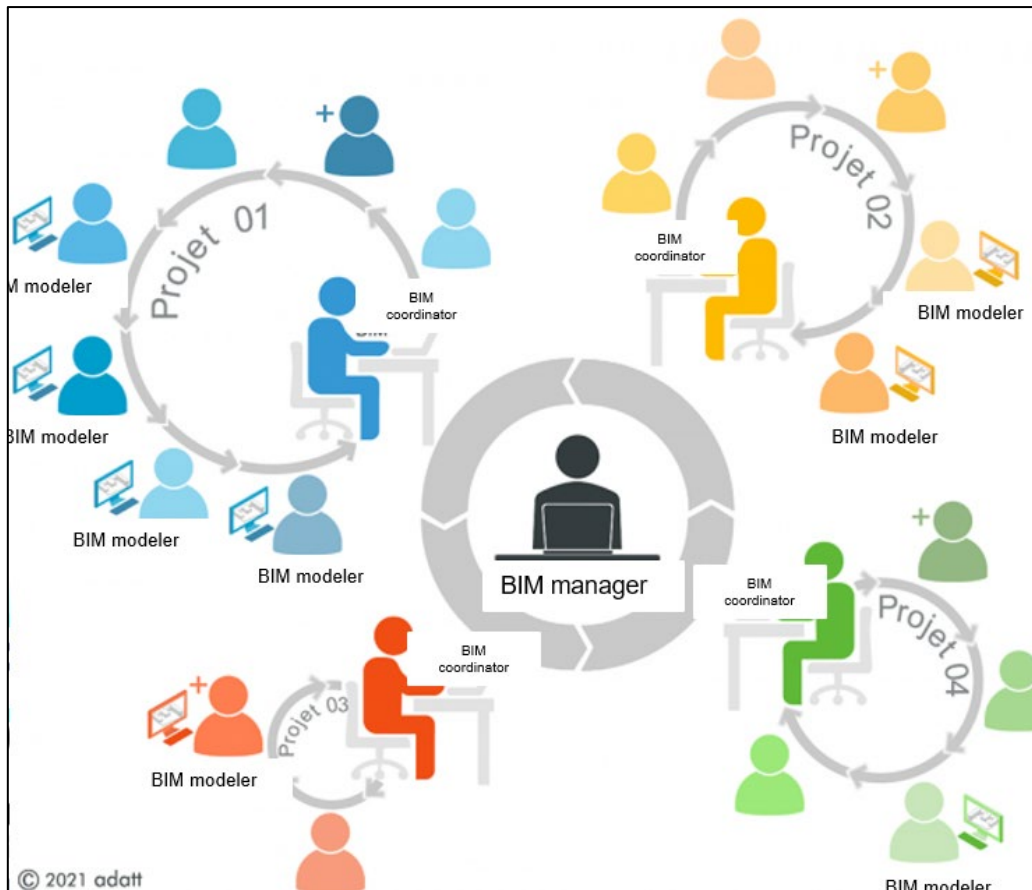 Projet 01
BIM
coordinator
M modeler
BIM modeler
BIM modeler
BIM modeler
Projet 02
BIM
coordinator
BIM modeler
BIM modeler
BIM manager
BIM
coordinator
Projet 03
BIM modeler
BIM
coordinator
Projet 04
BIM modeler
© 2021 adatt